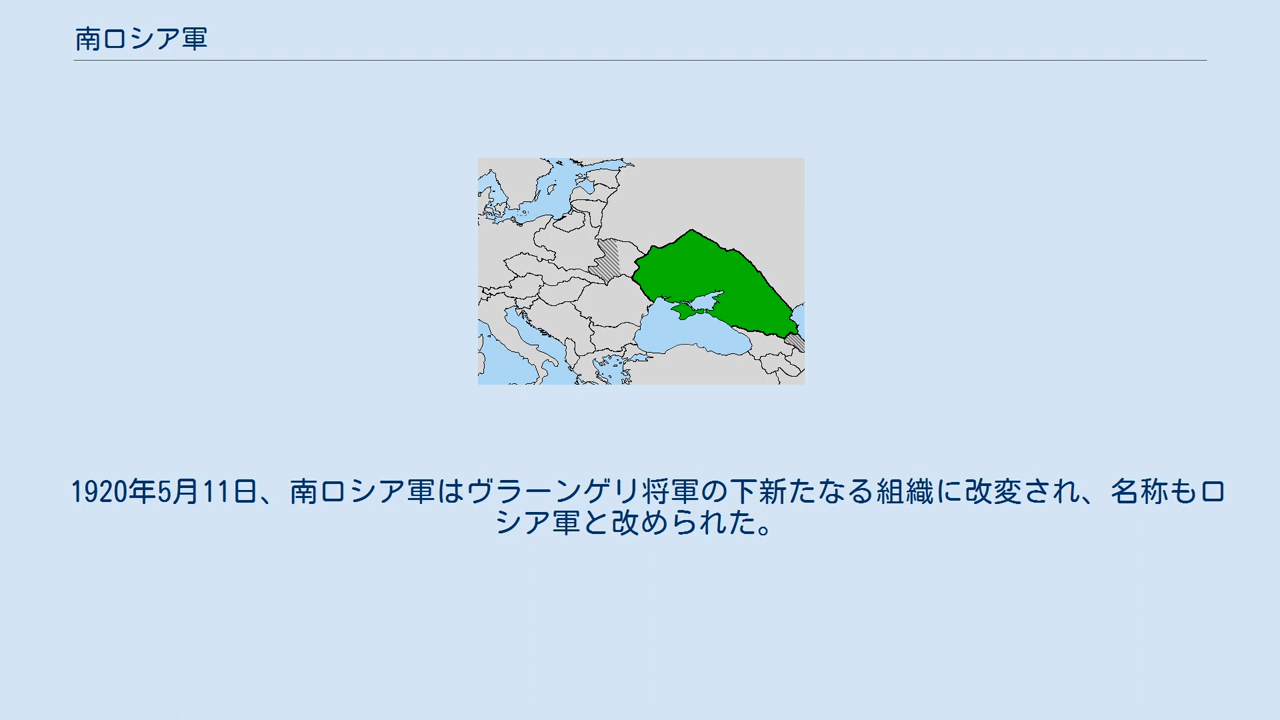 南ロシア軍
1920年5月11日、南ロシア軍はヴラーンゲリ将軍の下新たなる組織に改変され、名称もロ
シア軍と改められた。